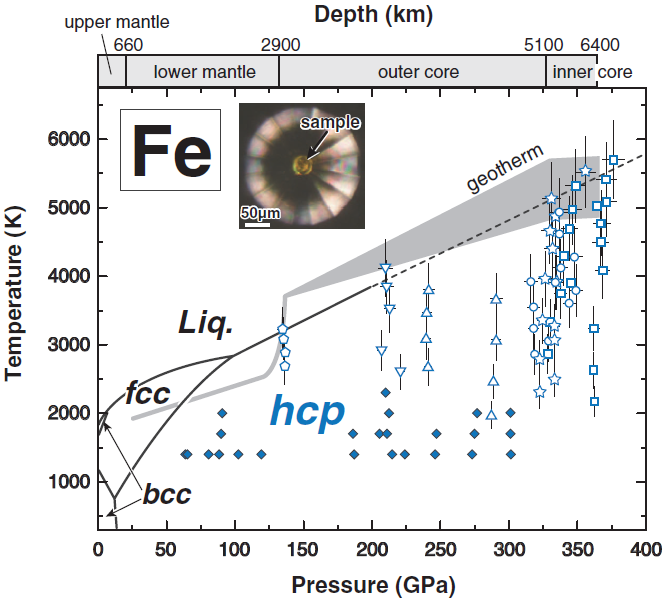 Depth (km)
upper mantle
660 2900 5100 6400
lower mantle outer core inner core
Fe
sample
50µm
geotherm
Liq.
fcc
hcp
bcc
6000
5000
4000
3000
2000
1000
Temperature (K)
0 50 100 150 200 250 300 350 400
Pressure (GPa)